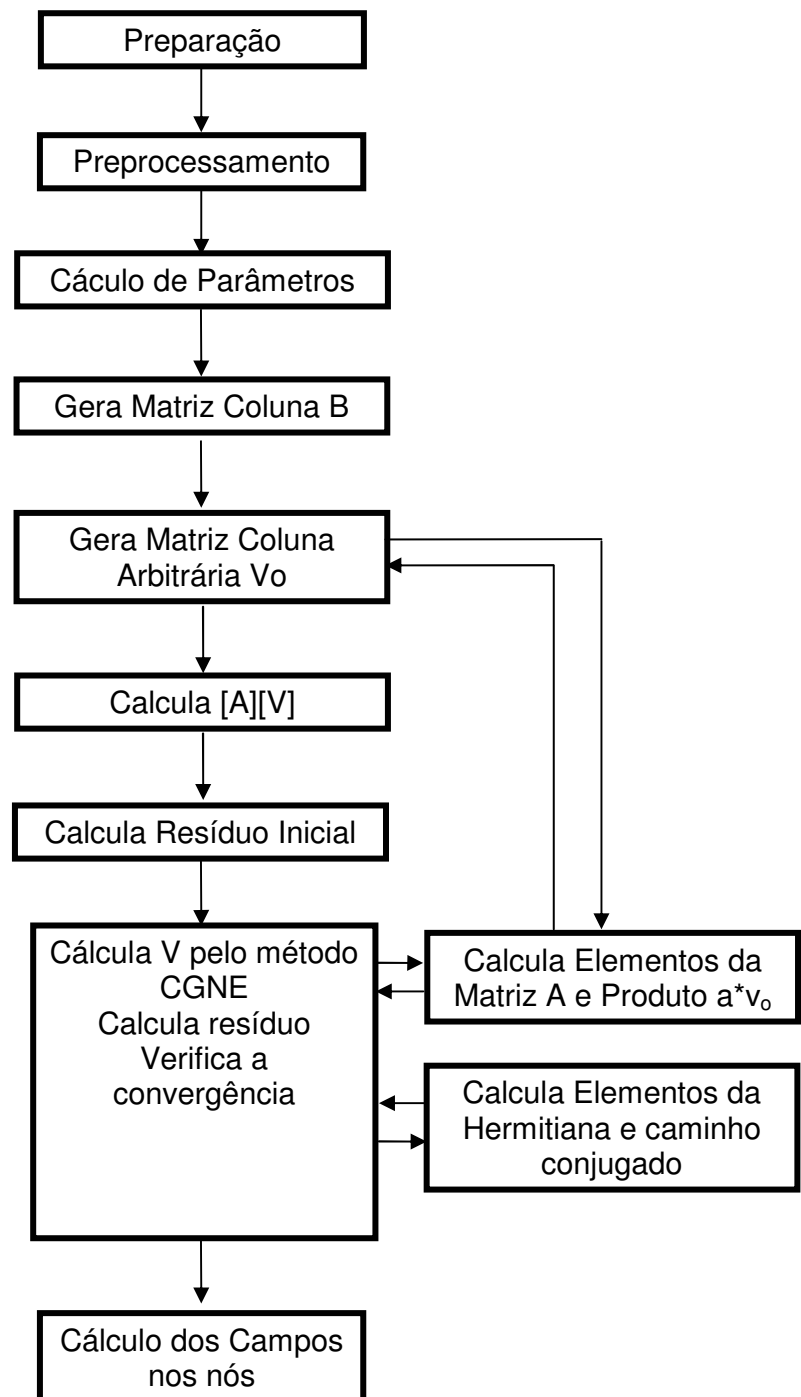 Preparação
Preprocessamento
Cáculo de Parâmetros
Gera Matriz Coluna B
Gera Matriz Coluna
Arbitrária Vo
Calcula [A][V]
Calcula Resíduo Inicial
Cálcula V pelo método
CGNE
Calcula resíduo
Verifica a
convergência
Calcula Elementos da
Matriz A e Produto a*vₒ
Calcula Elementos da
Hermitiana e caminho
conjugado
Cálculo dos Campos
nos nós